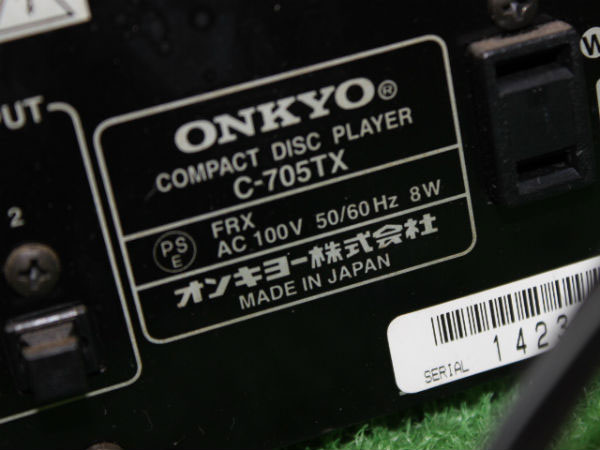 ONKYO®
COMPACT DISC PLAYER
C-705TX
PS
E
FRX
AC 100V 50/60Hz 8W
オンキヨー株式会社
MADE IN JAPAN
2
W
SERIAL 1423